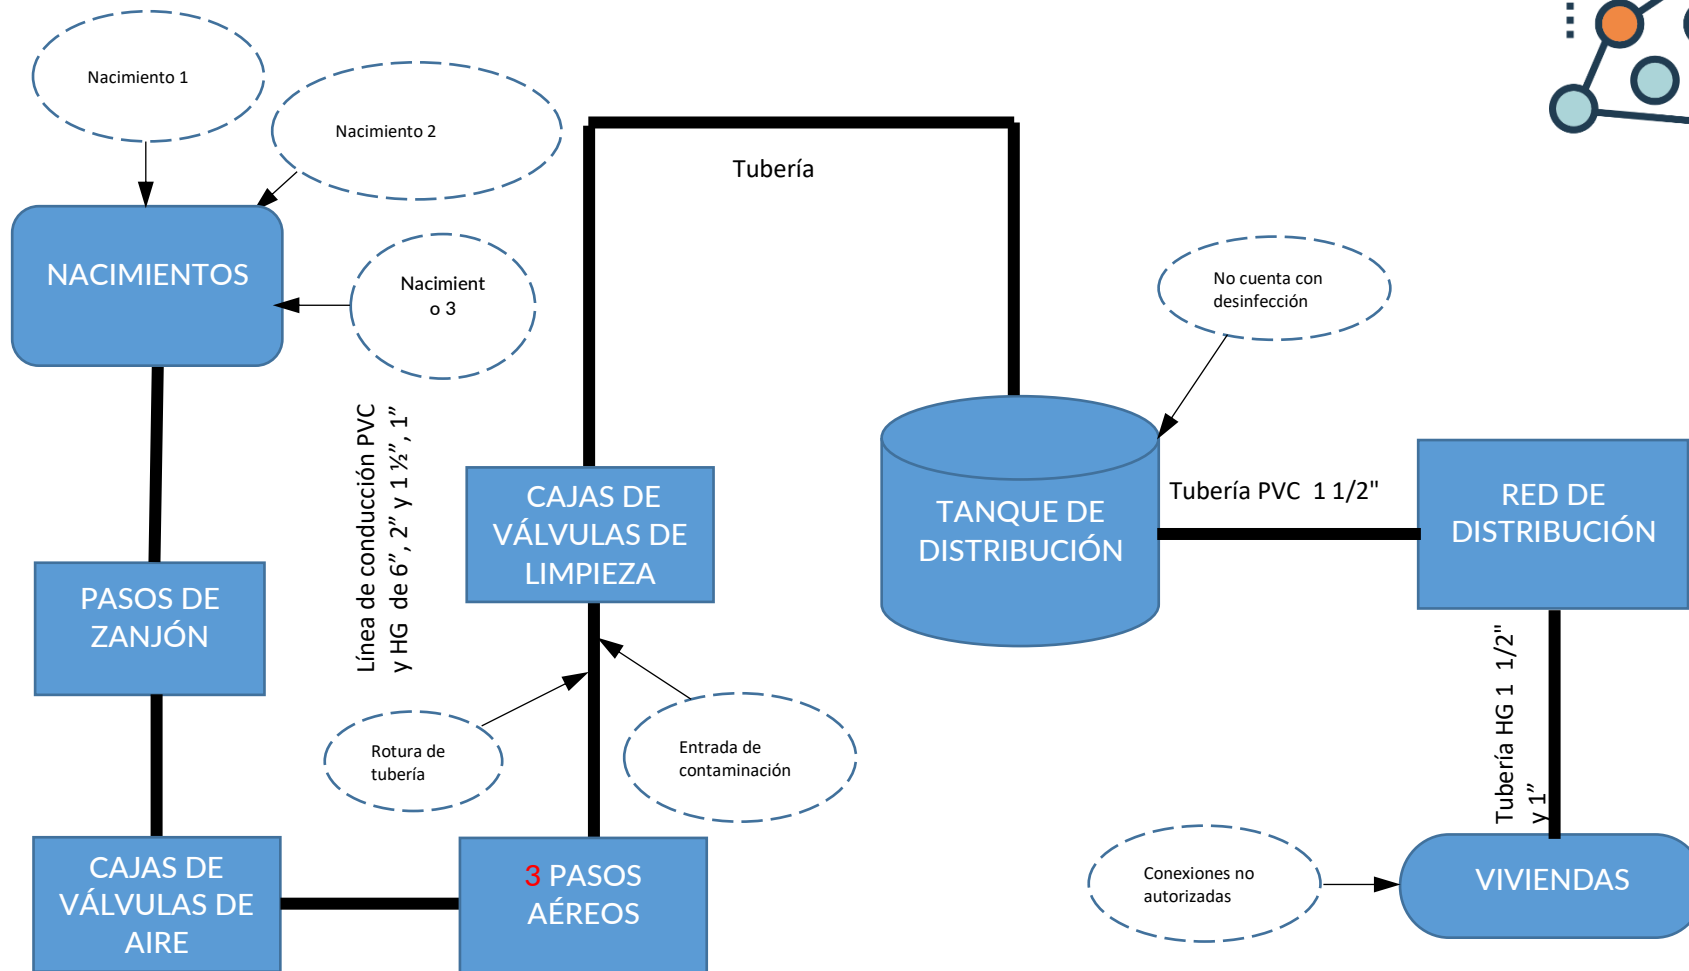 Nacimiento 1
Nacimiento 2
NACIMIENTOS
Nacimient
o 3
Tubería
No cuenta con
desinfección
Línea de conducción PVC
y HG de 6”, 2” y 1 ½”, 1”
CAJAS DE
VÁLVULAS DE
LIMPIEZA
TANQUE DE
DISTRIBUCIÓN
Tubería PVC 1 1/2"
RED DE
DISTRIBUCIÓN
PASOS DE
ZANJÓN
Rotura de
tubería
Entrada de
contaminación
Tubería HG 1 1/2"
y 1”
CAJAS DE
VÁLVULAS DE
AIRE
3 PASOS
AÉREOS
Conexiones no
autorizadas
VIVIENDAS